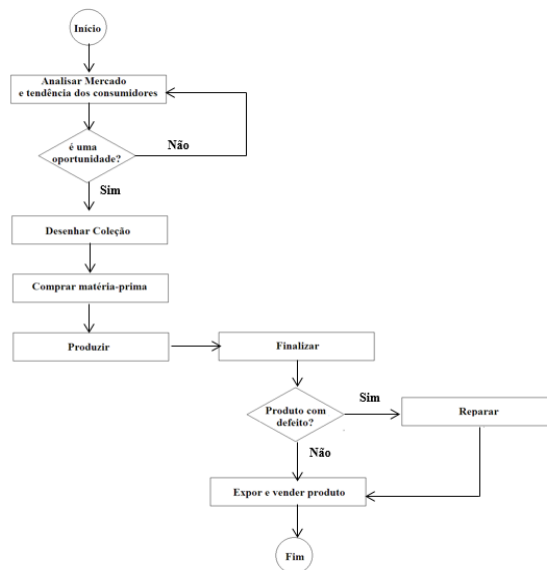 Início
Analisar Mercado
e tendência dos consumidores
é uma
oportunidade?
Não
Sim
Desenhar Coleção
Comprar matéria-prima
Produzir
Finalizar
Produto com
defeito?
Sim
Reparar
Não
Expor e vender produto
Fim